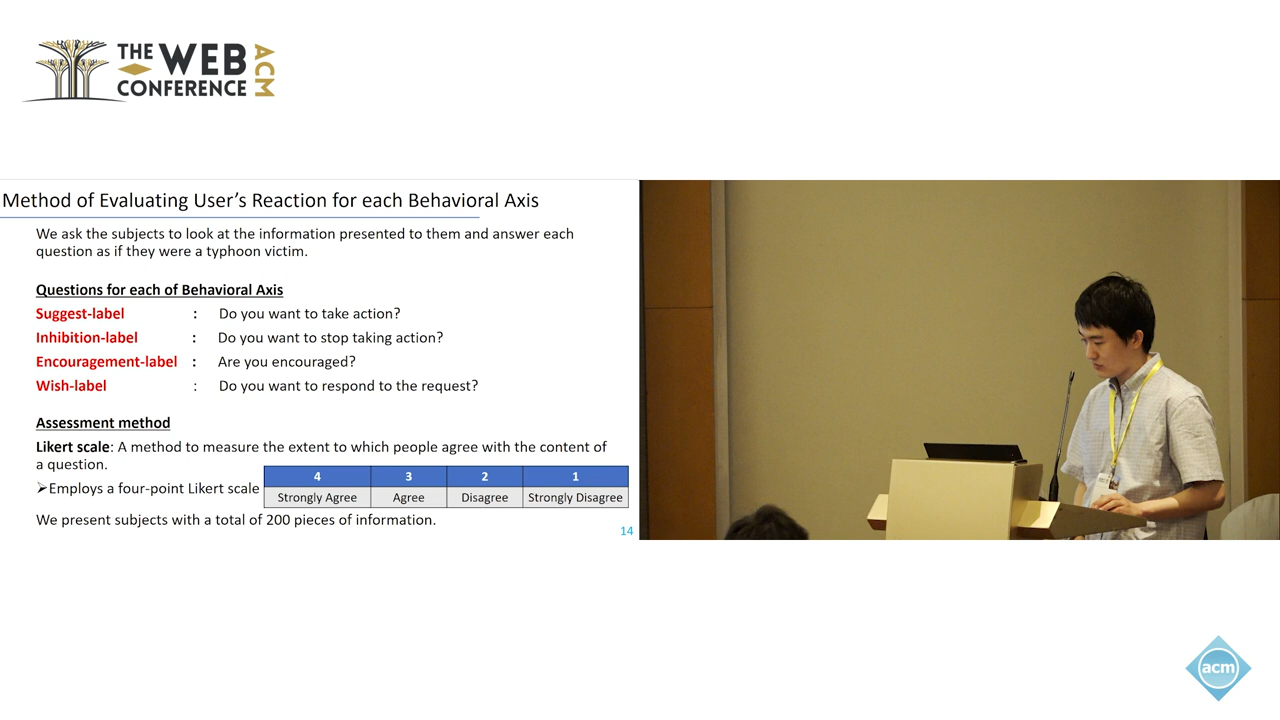 THE WEB
CONFERENCE
ACM
Method of Evaluating User's Reaction for each Behavioral Axis
We ask the subjects to look at the information presented to them and answer each
question as if they were a typhoon victim.
Questions for each of Behavioral Axis
Suggest-label : Do you want to take action?
Inhibition-label : Do you want to stop taking action?
Encouragement-label : Are you encouraged?
Wish-label : Do you want to respond to the request?
Assessment method
Likert scale: A method to measure the extent to which people agree with the content of
a question.
➢Employs a four-point Likert scale
4 3 2 1
Strongly Agree Agree Disagree Strongly Disagree
We present subjects with a total of 200 pieces of information.
14
acm